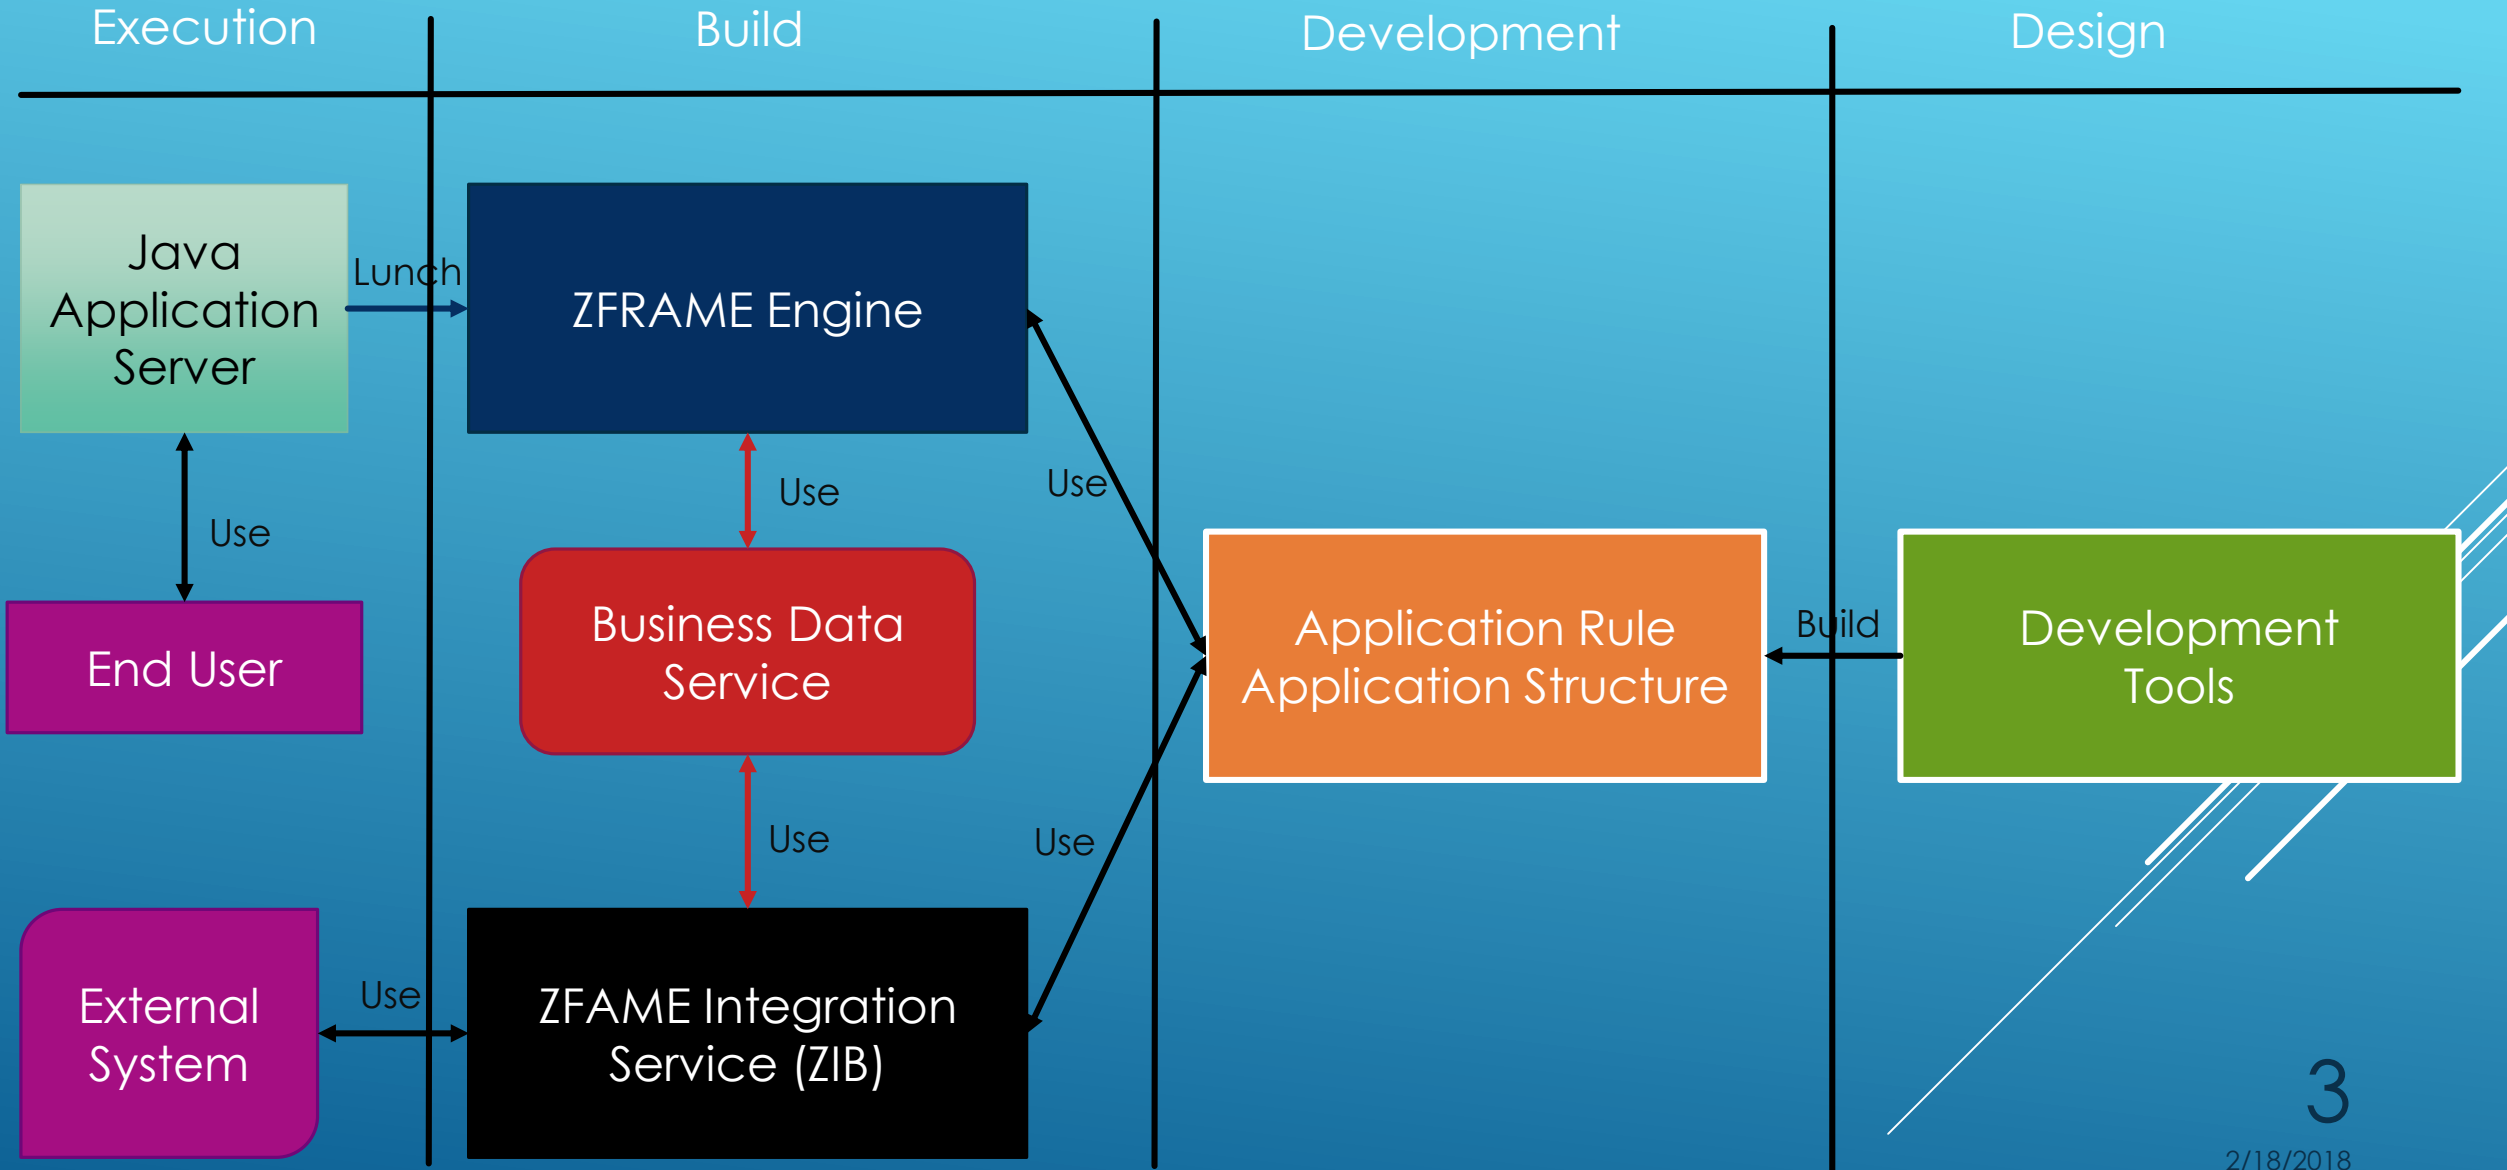 Execution
Build
Development
Design
Java
Application
Server
Lunch
ZFRAME Engine
Use
Use
Use
End User
Business Data
Service
Application Rule
Application Structure
Build
Development
Tools
Use
Use
External
System
Use
ZFAME Integration
Service (ZIB)
3
2/18/2018